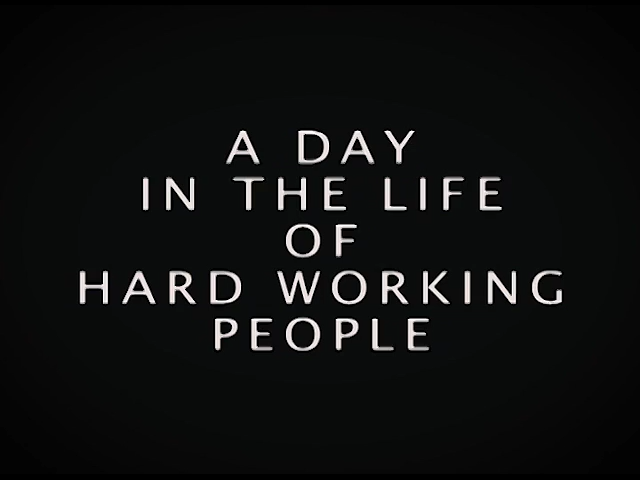 A DAY
IN THE LIFE
OF
HARD WORKING
PEOPLE